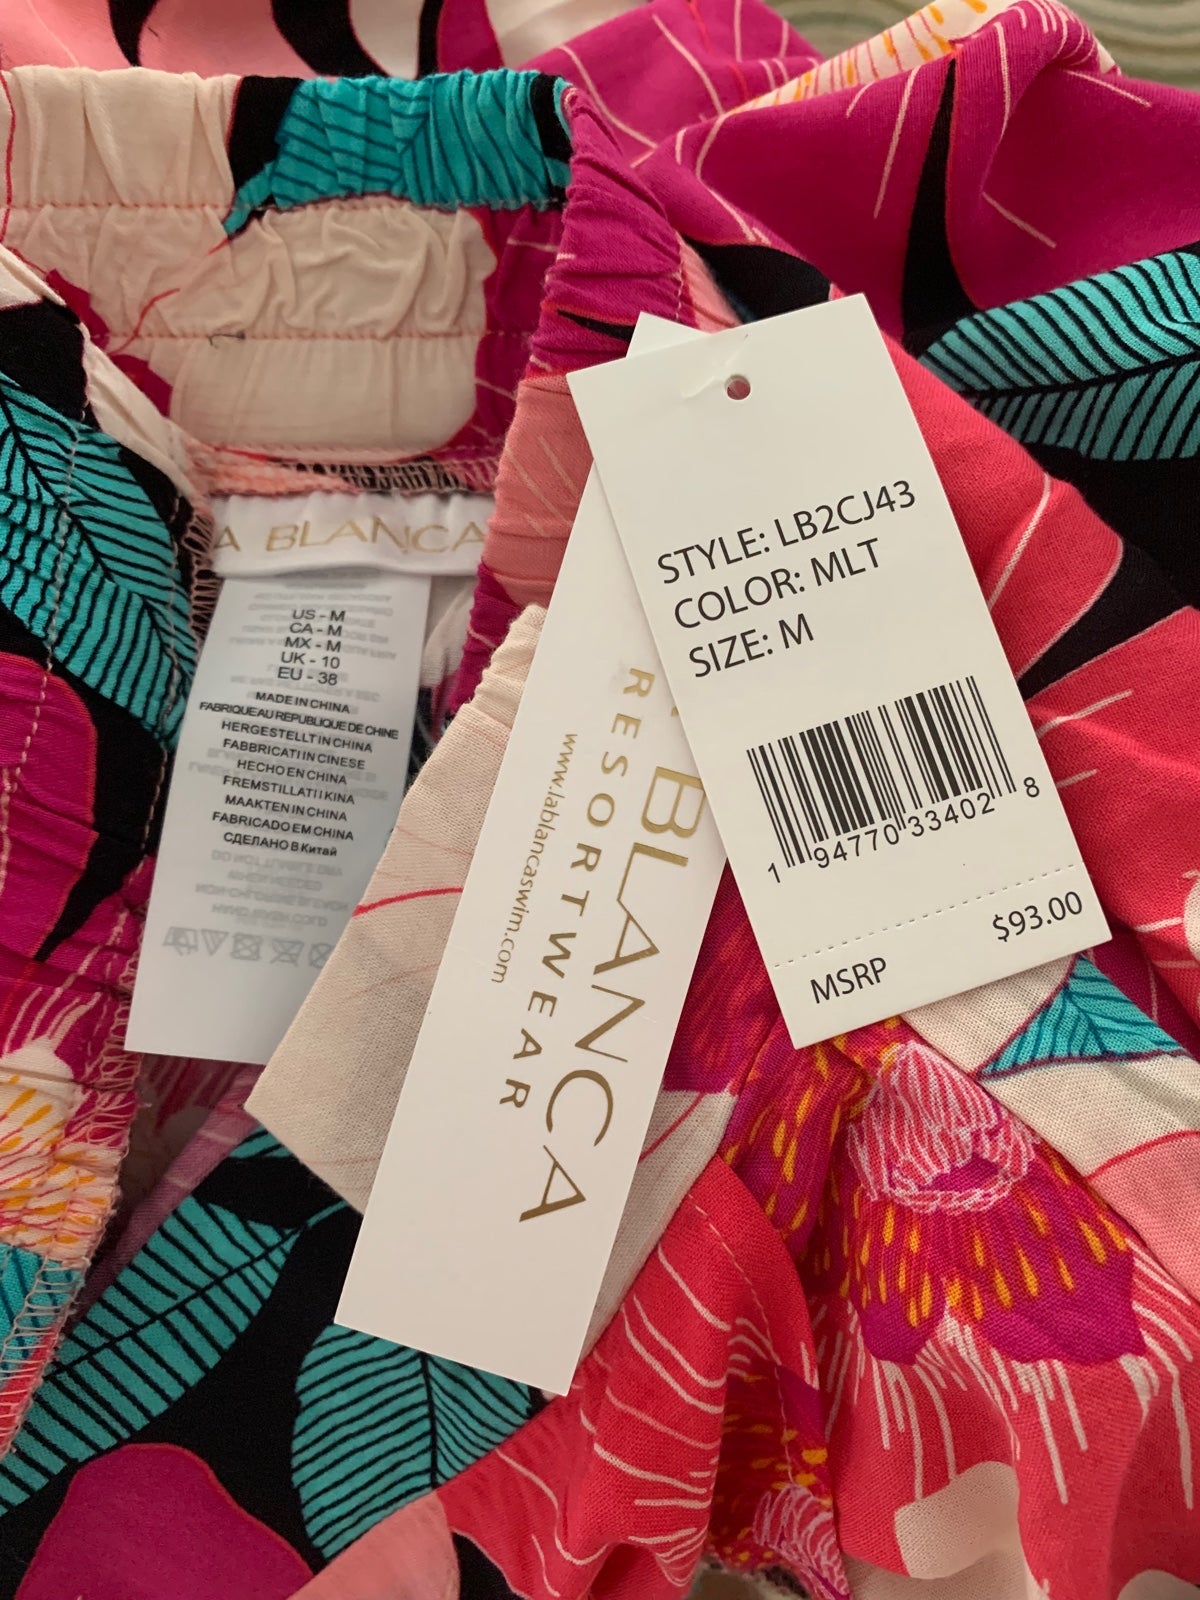 A BLANCA
US - M
CA - M
MX - M
UK - 10
EU - 38
MADE IN CHINA
FABRIQUE AU REPUBLIQUE DE CHINE
HERGESTELLT IN CHINA
FABBRICATI IN CINESE
HECHO EN CHINA
FREMSTILLAT I KINA
MAAKTEN IN CHINA
FABRICADO EM CHINA
СДЕЛАНО В Китай
BLANCA
RESORTWEAR
www.lablancaswim.com
STYLE: LB2CJ43
COLOR: MLT
SIZE: M
1 94770 33402 8
$93.00
MSRP